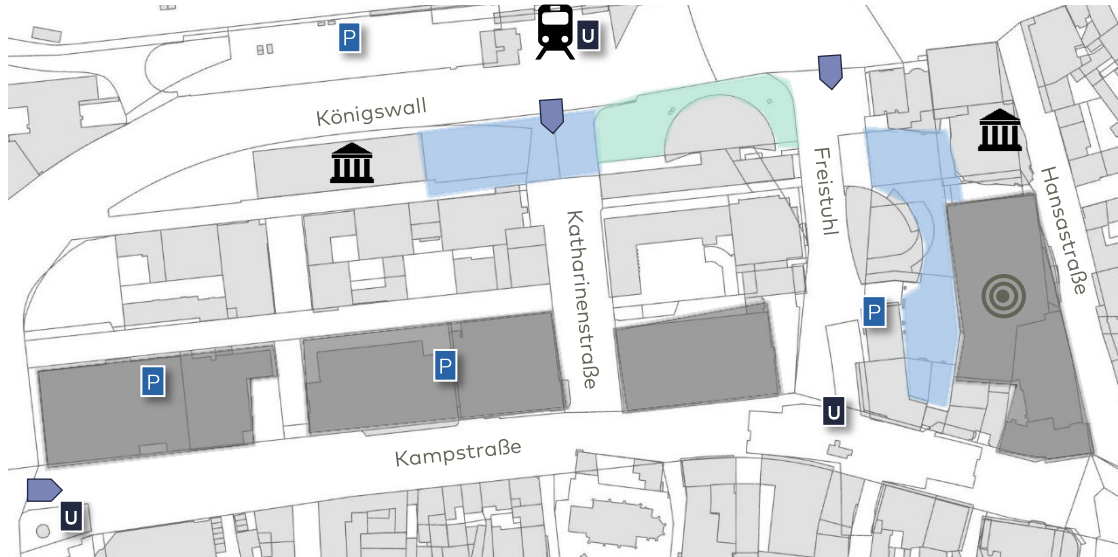 P
U
Königswall
Freistuhl
Hansastraße
Katharinenstraße
P
P
P
U
Kampstraße
U